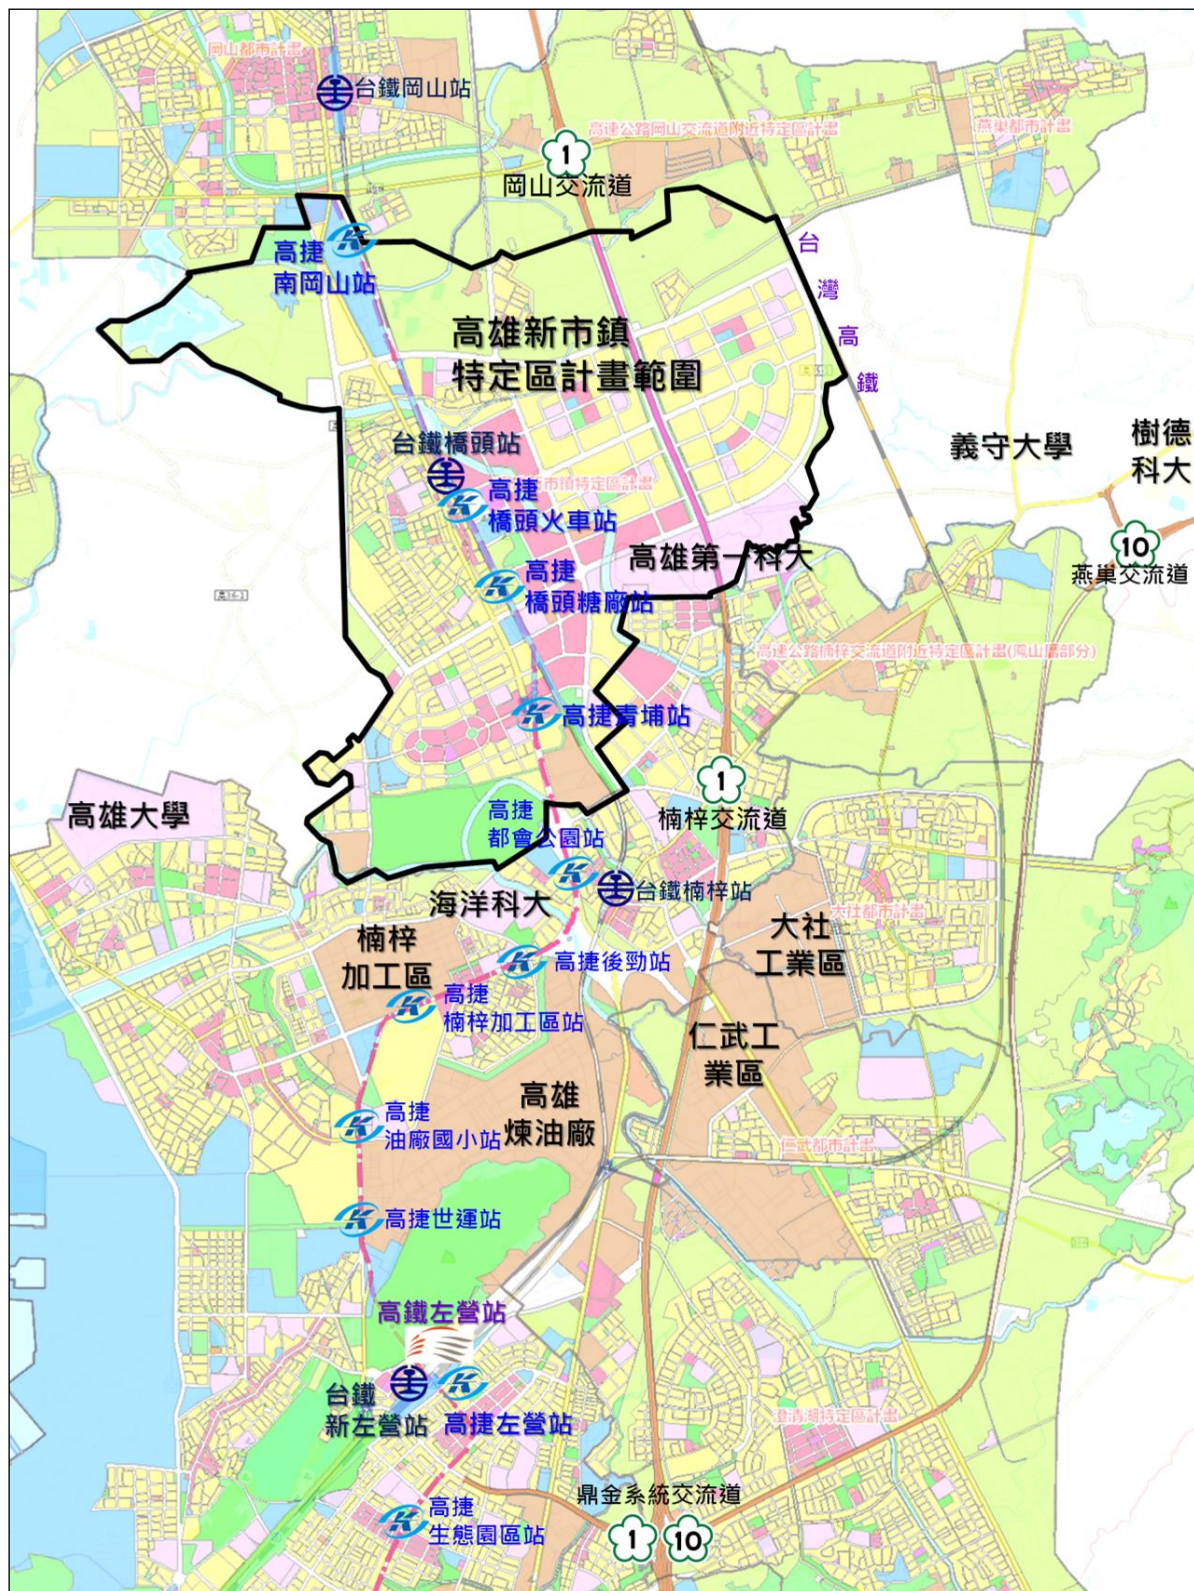 岡山都市計畫
台鐵岡山站
高速公路岡山交流道附近特定區計畫
燕巢都市計畫
1
岡山交流道
高捷
南岡山站
台
灣
高
鐵
高雄新市鎮
特定區計畫範圍
台鐵橋頭站
高捷
橋頭火車站
義守大學
樹德
科大
10
燕巢交流道
高雄第一科大
高捷
橋頭糖廠站
高速公路楠梓交流道附近特定區計畫(鳳山厝部分)
高捷青埔站
1
楠梓交流道
高雄大學
高捷
都會公園站
台鐵楠梓站
海洋科大
大社都市計畫
大社
工業區
楠梓
加工區
高捷後勁站
高捷
楠梓加工區站
仁武工
業區
高雄
煉油廠
高捷
油廠國小站
仁武都市計畫
高捷世運站
高鐵左營站
台鐵
新左營站
高捷左營站
澄清湖特定區計畫
鼎金系統交流道
1
10
高捷
生態園區站